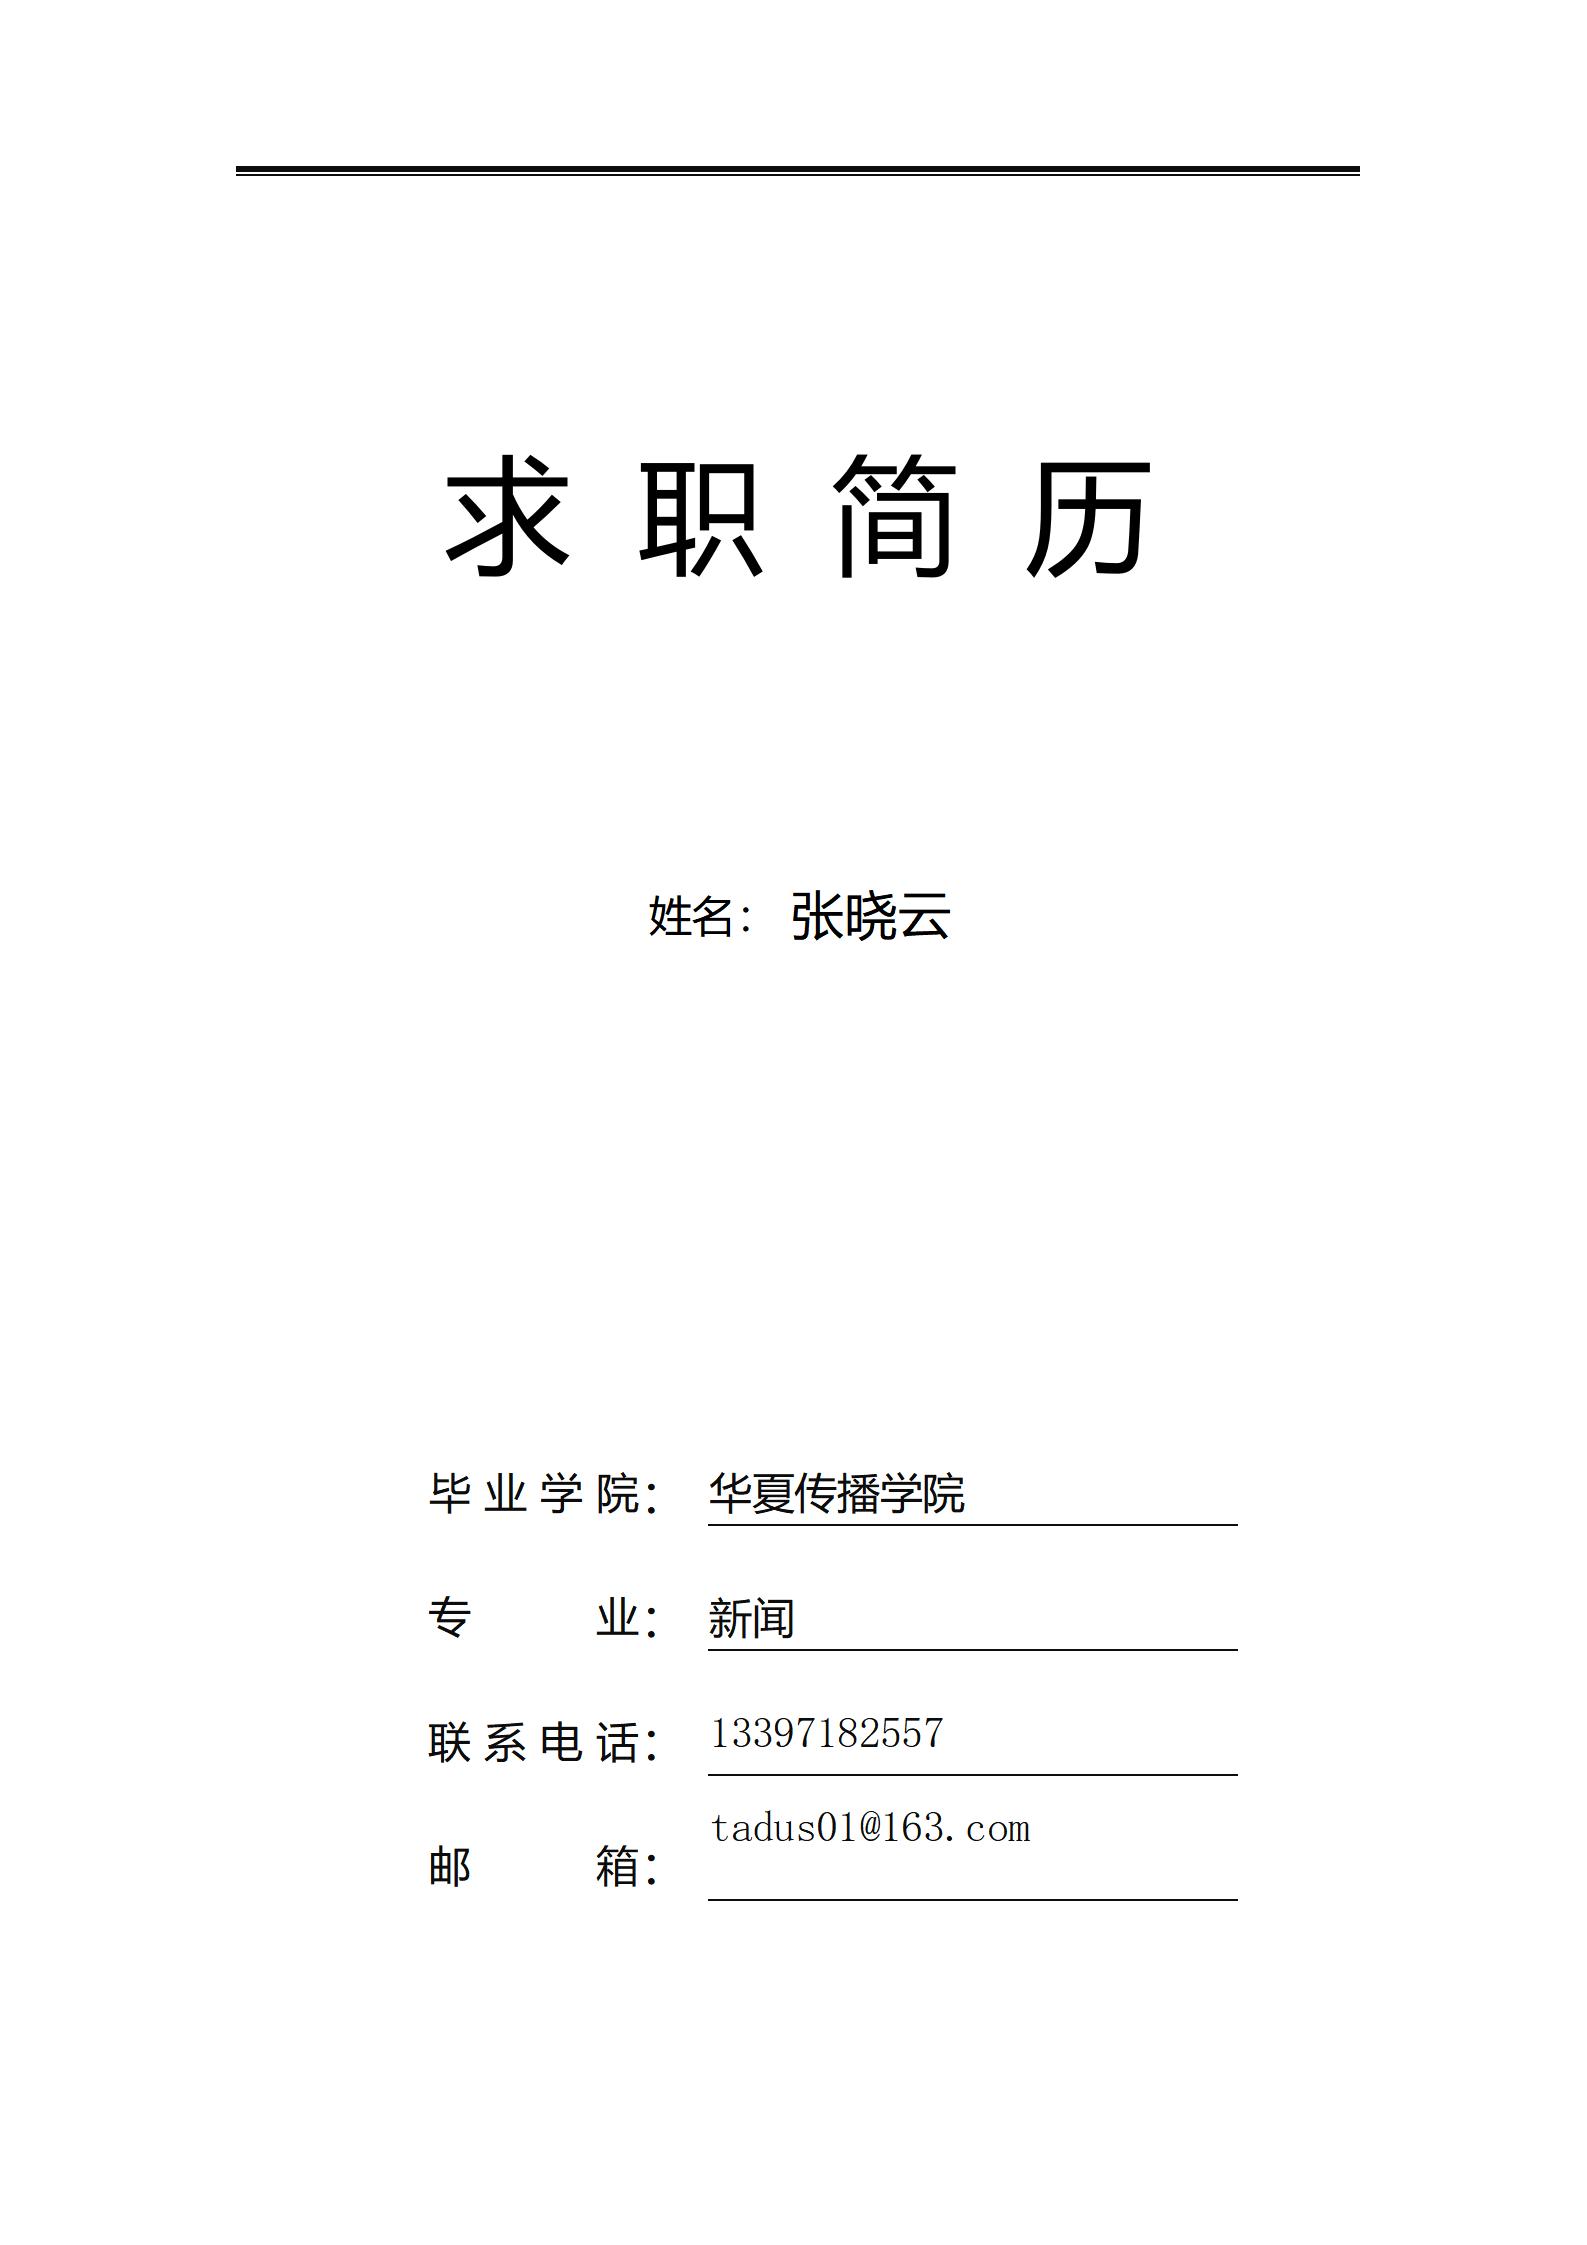 求职简历
姓名：张晓云
毕业学院：华夏传播学院
专业：新闻
联系电话：13397182557
邮箱：tadus01@163.com